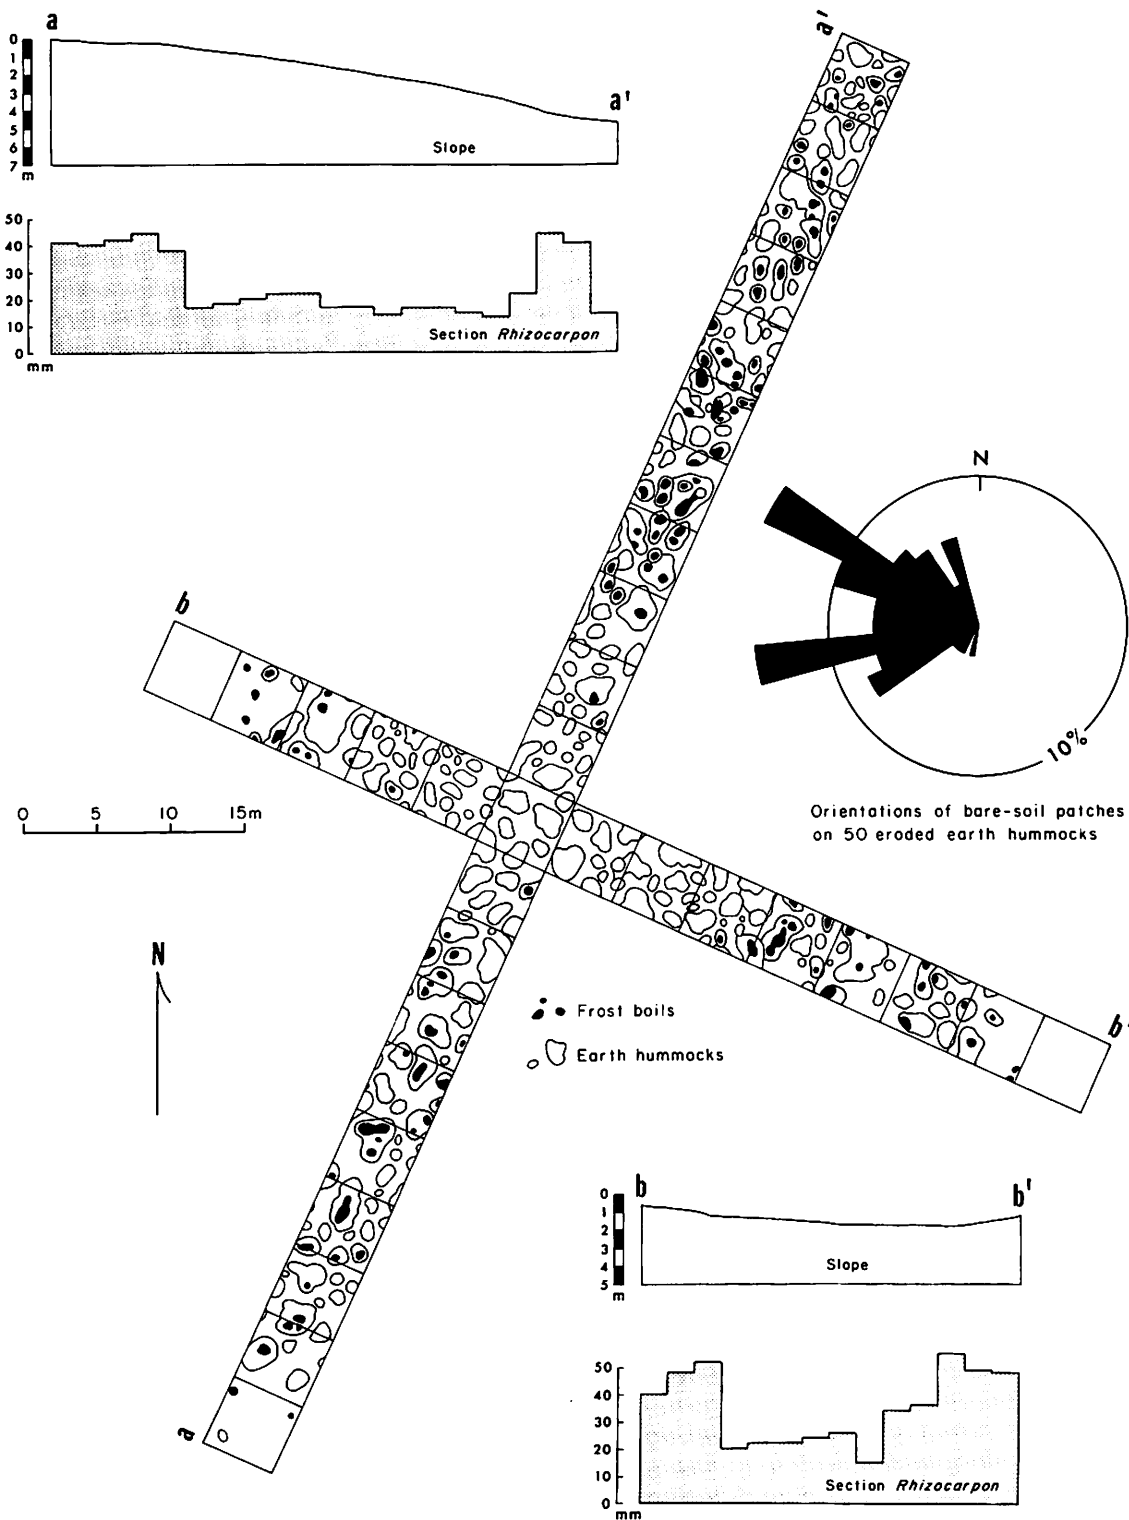 a
0
1
2
3
4
5
6
7
m
a'
Slope
50
40
30
20
10
0
mm
Section Rhizocarpon
a'
N
10%
Orientations of bare-soil patches
on 50 eroded earth hummocks
b
0 5 10 15m
N
Frost boils
Earth hummocks
b'
a
b
0
1
2
3
4
5
m
b'
Slope
50
40
30
20
10
0
mm
Section Rhizocarpon